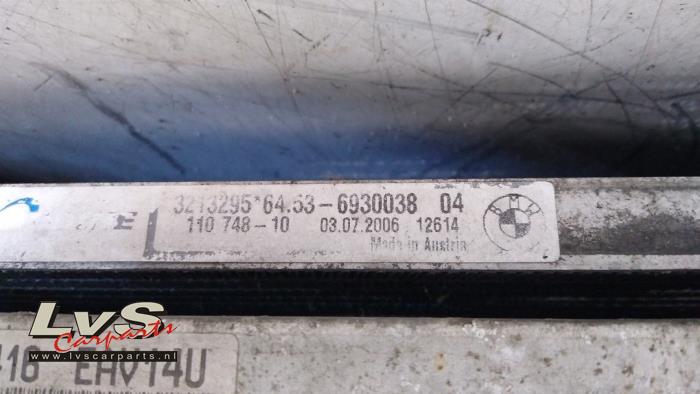 3213295*64.53-6930038 04
110 748-10 03.07.2006 12614
Made in Austria
BMW
LvS
Carparts
www.lvscarparts.nl
EHV14U